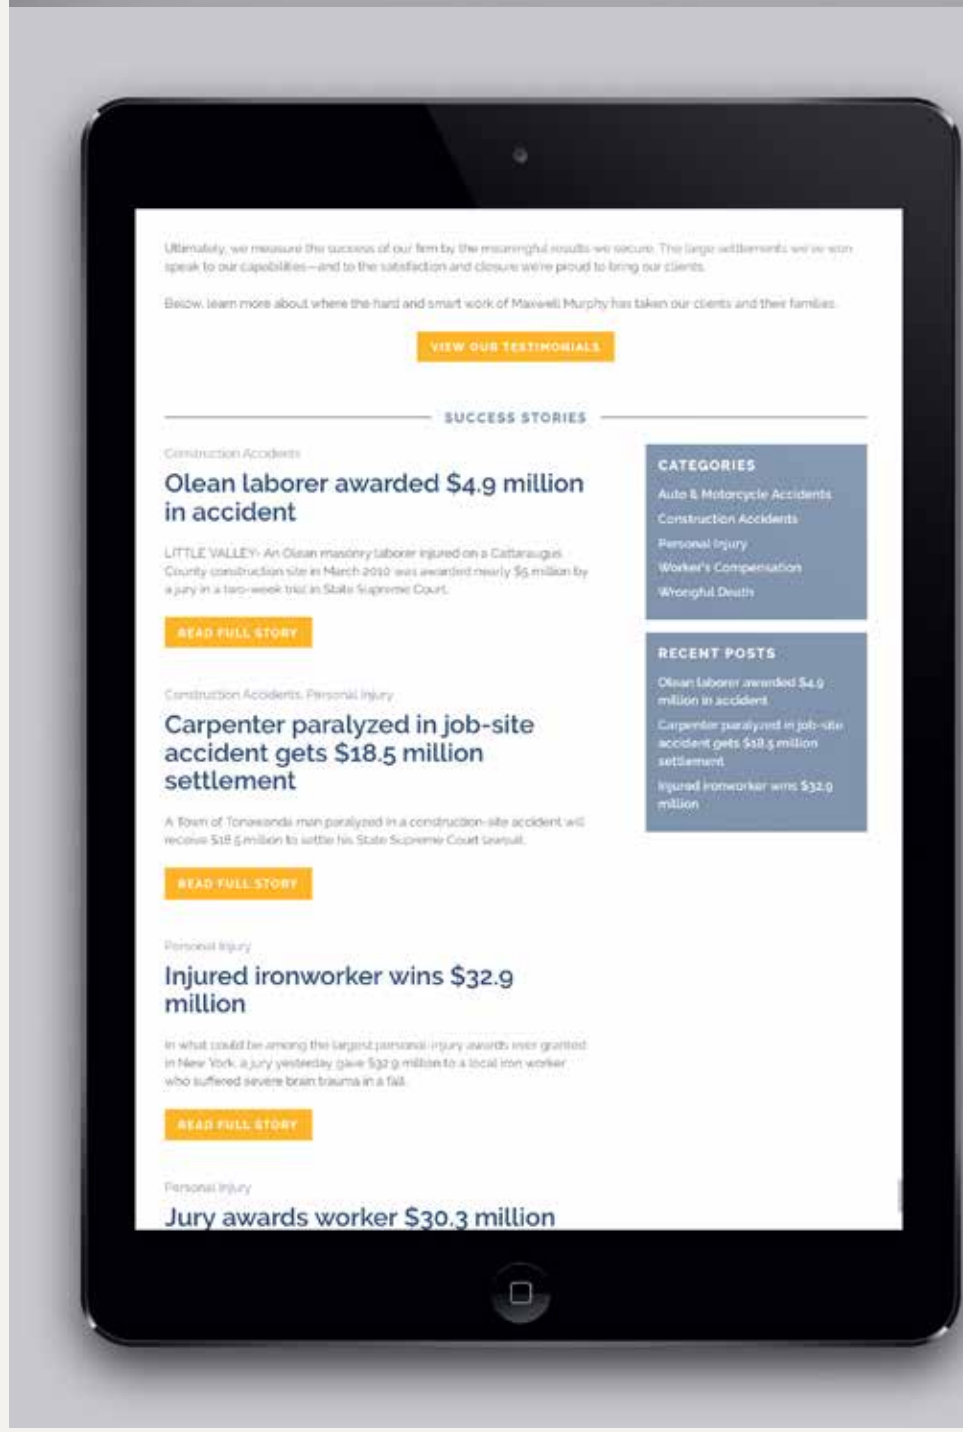 Ultimately, we measure the success of our firm by the meaningful results we secure. The large settlements we've won
speak to our capabilities—and to the satisfaction and closure we're proud to bring our clients.
Below, learn more about where the hard and smart work of Maxwell Murphy has taken our clients and their families.
VIEW OUR TESTIMONIALS
SUCCESS STORIES
Construction Accidents
Olean laborer awarded $4.9 million
in accident
LITTLE VALLEY- An Olean masonry laborer injured on a Cattaraugus
County construction site in March 2010 was awarded nearly $5 million by
a jury in a two-week trial in State Supreme Court.
READ FULL STORY
Construction Accidents, Personal Injury
Carpenter paralyzed in job-site
accident gets $18.5 million
settlement
A Town of Tonawanda man paralyzed in a construction-site accident will
receive $18.5 million to settle his State Supreme Court lawsuit.
READ FULL STORY
Personal Injury
Injured ironworker wins $32.9
million
In what could be among the largest personal-injury awards ever granted
in New York, a jury yesterday gave $32.9 million to a local iron worker
who suffered severe brain trauma in a fall.
READ FULL STORY
Personal Injury
Jury awards worker $30.3 million
CATEGORIES
Auto & Motorcycle Accidents
Construction Accidents
Personal Injury
Worker's Compensation
Wrongful Death
RECENT POSTS
Olean laborer awarded $4.9
million in accident
Carpenter paralyzed in job-site
accident gets $18.5 million
settlement
Injured ironworker wins $32.9
million